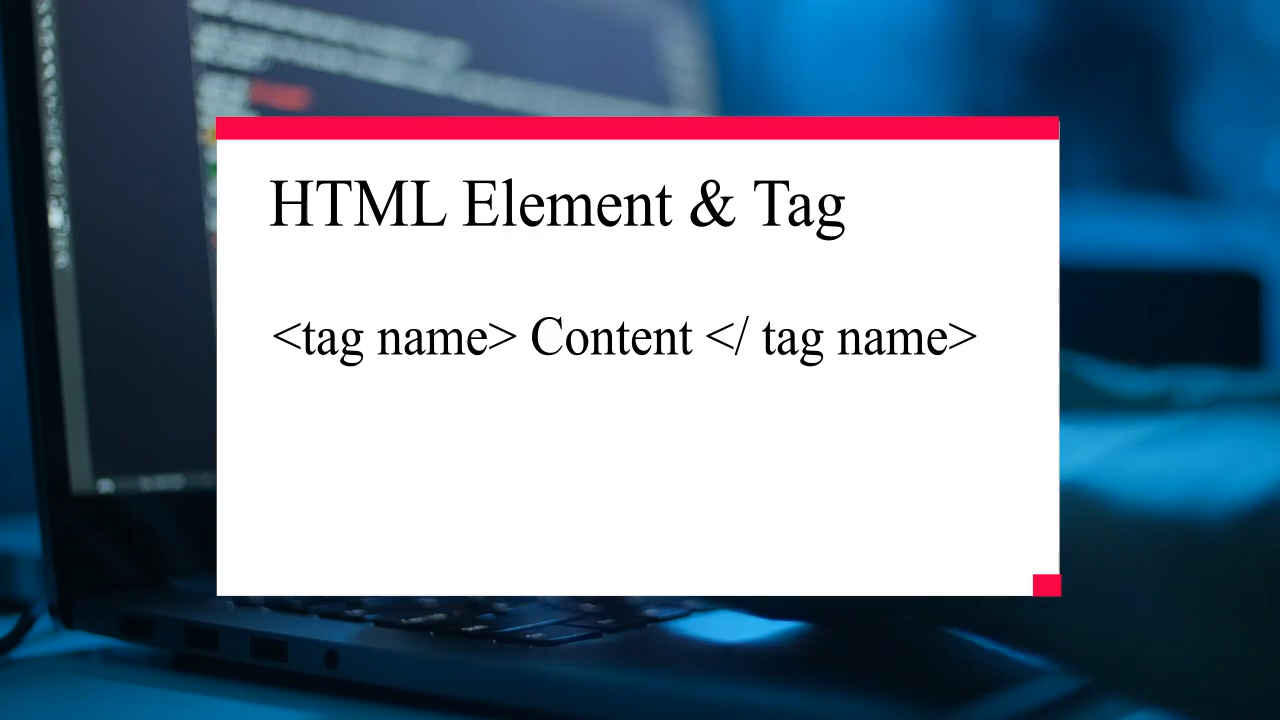 HTML Element & Tag
<tag name> Content </ tag name>